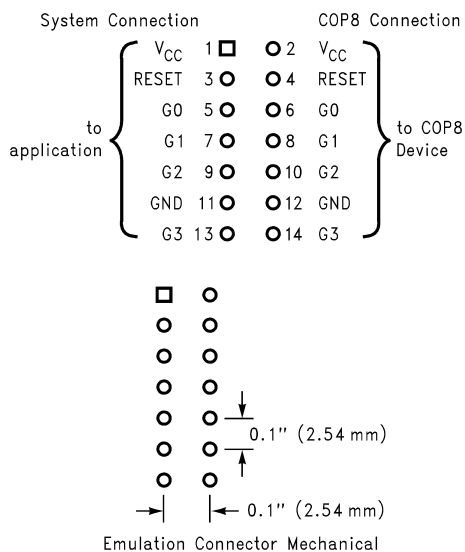 System Connection COP8 Connection
VCC 1 2 VCC
RESET 3 4 RESET
G0 5 6 G0
to application
G1 7 8 G1
to COP8 Device
G2 9 10 G2
GND 11 12 GND
G3 13 14 G3
0.1" (2.54 mm)
0.1" (2.54 mm)
Emulation Connector Mechanical